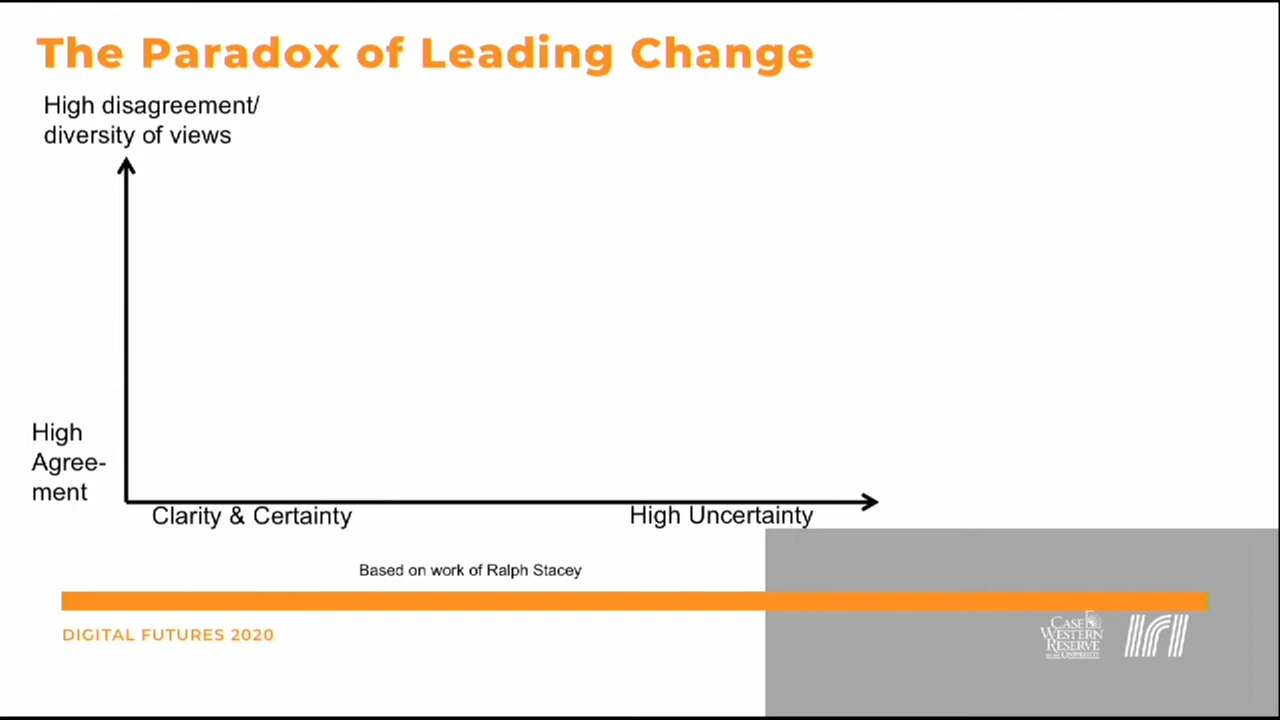 The Paradox of Leading Change
High disagreement/
diversity of views
High
Agree-
ment
Clarity & Certainty
High Uncertainty
Based on work of Ralph Stacey
DIGITAL FUTURES 2020
CASE
WESTERN
RESERVE
UNIVERSITY